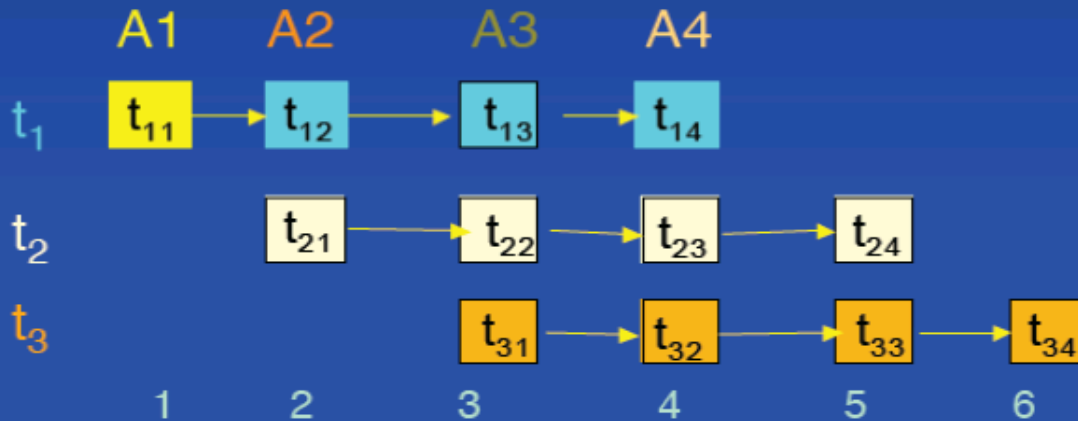 A1 A2 A3 A4
t₁ t₁₁ t₁₂ t₁₃ t₁₄
t₂ t₂₁ t₂₂ t₂₃ t₂₄
t₃ t₃₁ t₃₂ t₃₃ t₃₄
1 2 3 4 5 6